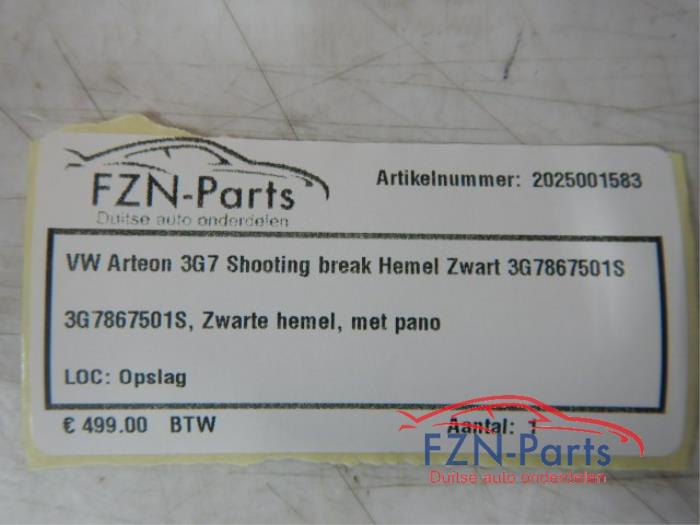 FZN-Parts
Duitse auto onderdelen
Artikelnummer: 2025001583
VW Arteon 3G7 Shooting break Hemel Zwart 3G7867501S
3G7867501S, Zwarte hemel, met pano
LOC: Opslag
€ 499.00 BTW
Aantal: 1
FZN-Parts
Duitse auto onderdelen